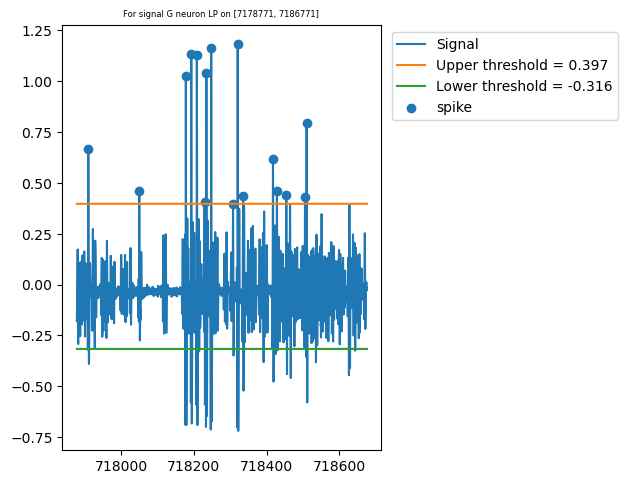 For signal G neuron LP on [7178771, 7186771]
1.25
1.00
0.75
0.50
0.25
0.00
−0.25
−0.50
−0.75
718000
718200
718400
718600
Signal
Upper threshold = 0.397
Lower threshold = -0.316
spike